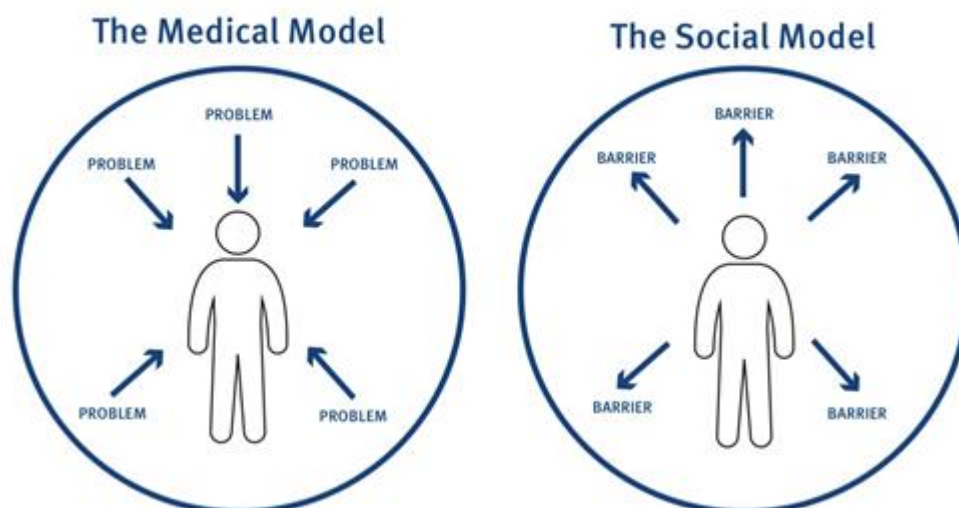 The Medical Model
PROBLEM
PROBLEM
PROBLEM
PROBLEM
PROBLEM
The Social Model
BARRIER
BARRIER
BARRIER
BARRIER
BARRIER